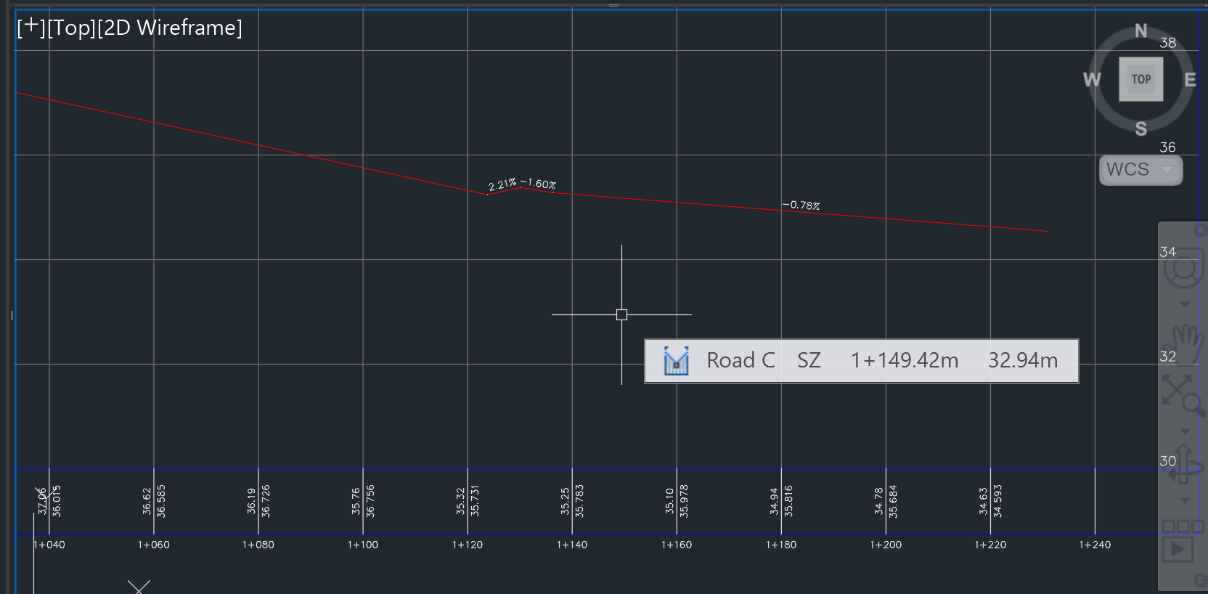 [+][Top][2D Wireframe]
N
38
W TOP E
S
36
WCS
2.21% -1.60%
-0.78%
34
Road C SZ 1+149.42m 32.94m
32
30
37.06 36.015
36.62 36.585
36.19 36.726
35.76 36.756
35.32 35.731
35.25 35.783
35.10 35.978
34.94 35.816
34.78 35.684
34.63 34.593
1+040 1+060 1+080 1+100 1+120 1+140 1+160 1+180 1+200 1+220 1+240